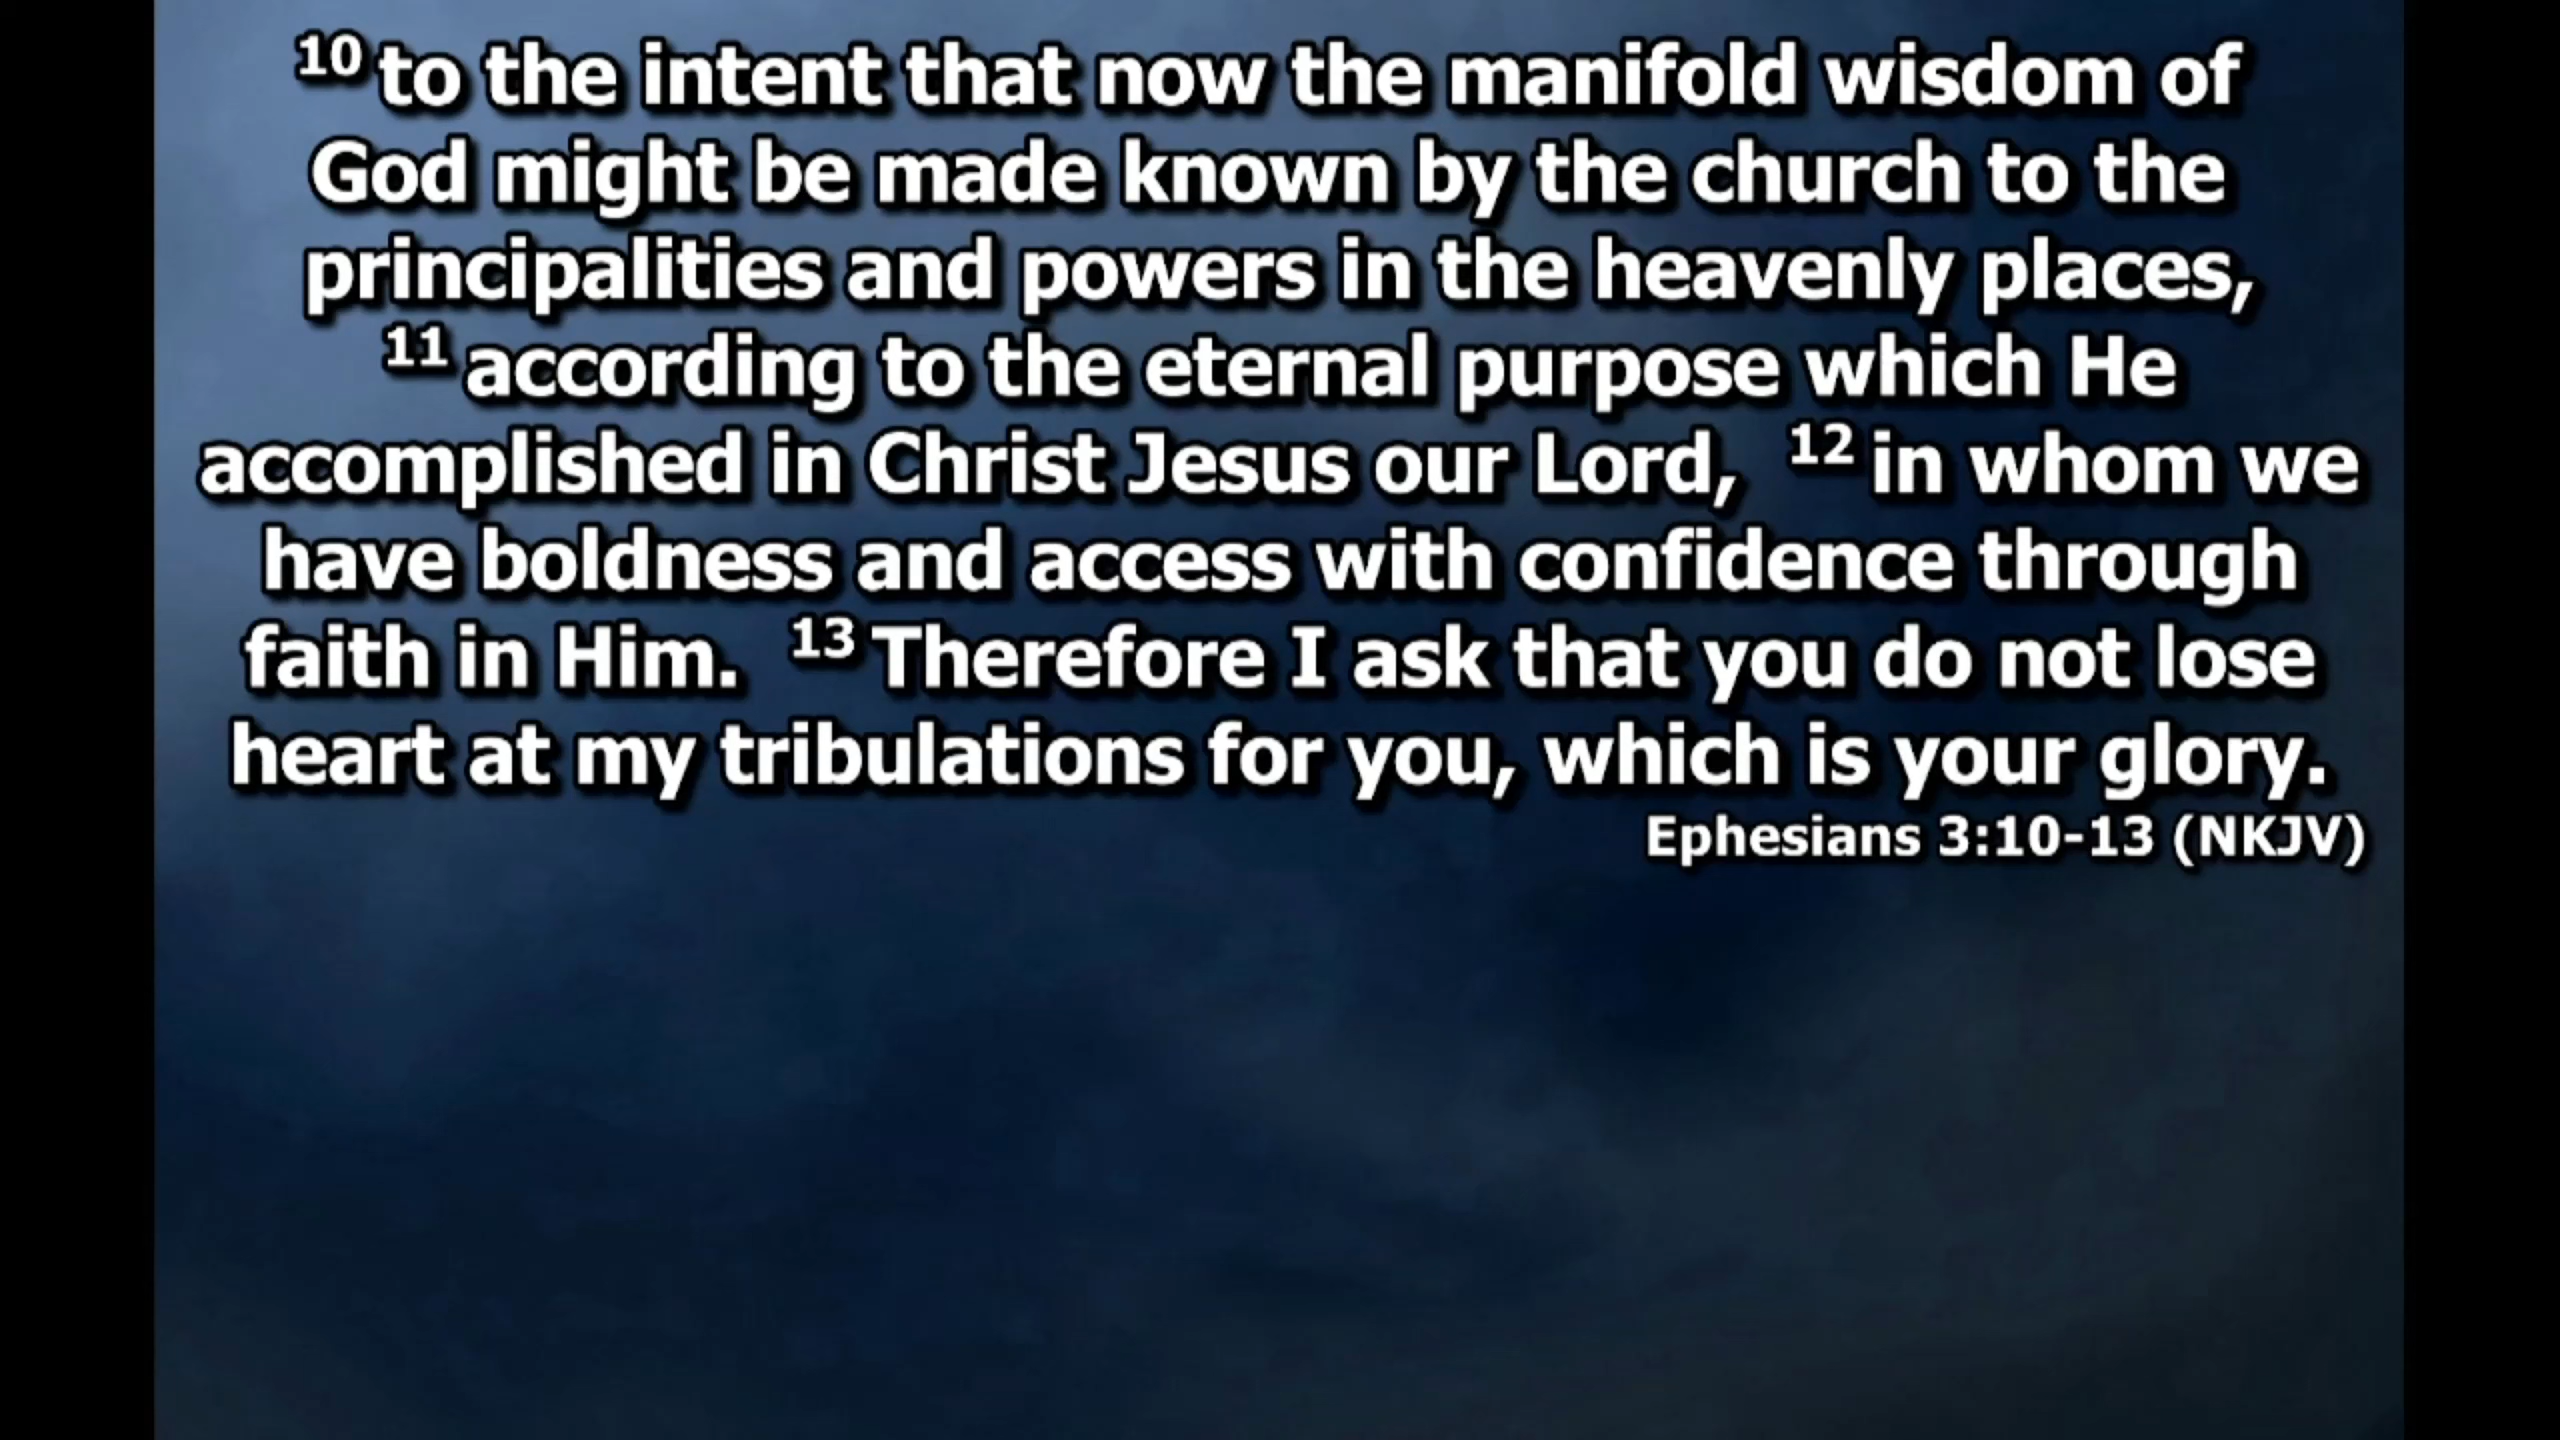 10 to the intent that now the manifold wisdom of
God might be made known by the church to the
principalities and powers in the heavenly places,
11 according to the eternal purpose which He
accomplished in Christ Jesus our Lord, 12 in whom we
have boldness and access with confidence through
faith in Him. 13 Therefore I ask that you do not lose
heart at my tribulations for you, which is your glory.
Ephesians 3:10-13 (NKJV)